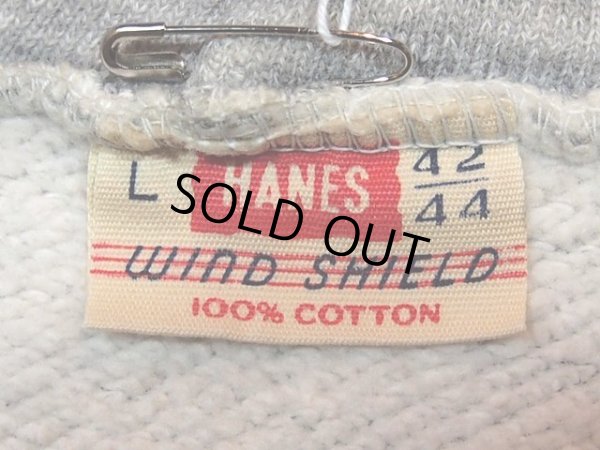 L HANES 42/44
SOLD OUT
WIND SHIELD
100% COTTON